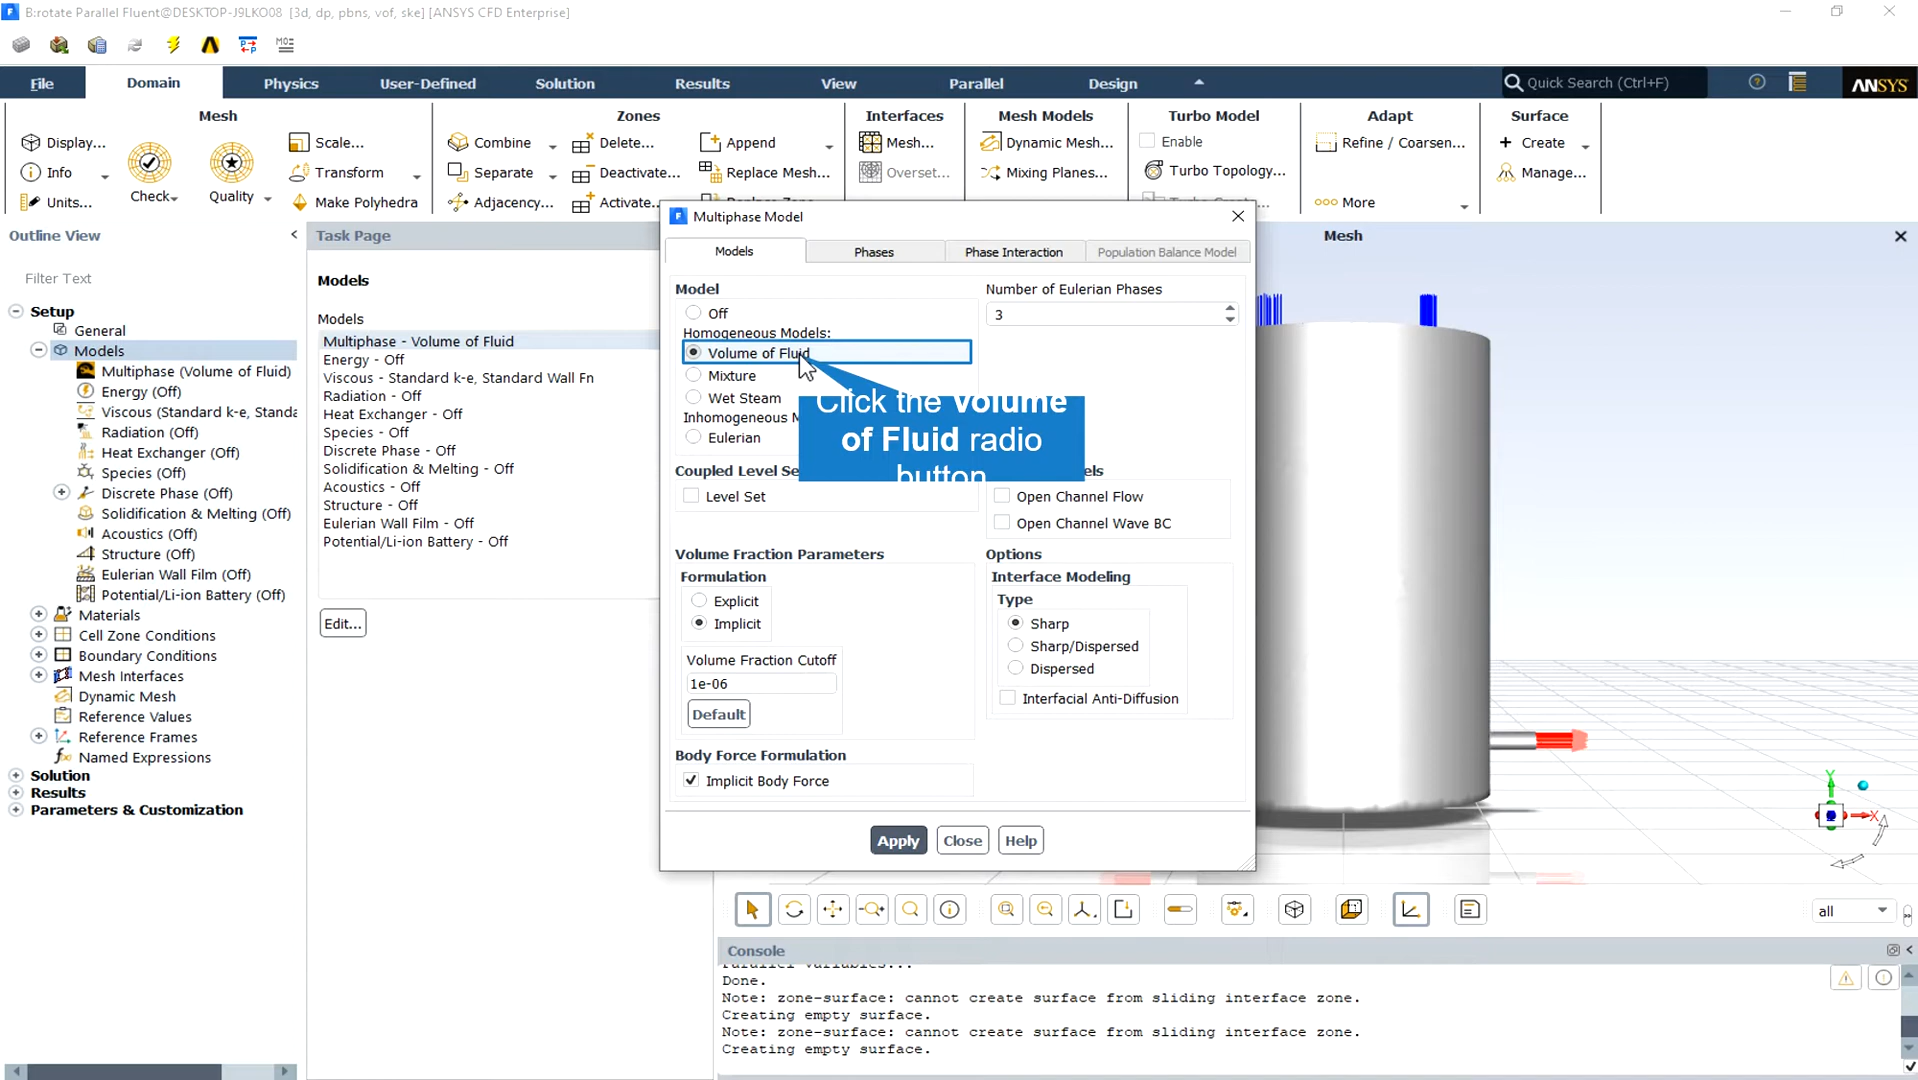 B:rotate Parallel Fluent@DESKTOP-J9LKO08 [3d, dp, pbns, vof, ske] [ANSYS CFD Enterprise]
File Domain Physics User-Defined Solution Results View Parallel Design
Quick Search (Ctrl+F)
ANSYS
Mesh
Display...
Info
Units...
Check
Quality
Scale...
Transform
Make Polyhedra
Zones
Combine
Separate
Adjacency...
Delete...
Deactivate...
Activate...
Append
Replace Mesh...
Interfaces
Mesh...
Overset...
Mesh Models
Dynamic Mesh...
Mixing Planes...
Turbo Model
Enable
Turbo Topology...
Adapt
Refine / Coarsen...
More
Surface
Create
Manage...
Outline View
Filter Text
Setup
General
Models
Multiphase (Volume of Fluid)
Energy (Off)
Viscous (Standard k-e, Standa
Radiation (Off)
Heat Exchanger (Off)
Species (Off)
Discrete Phase (Off)
Solidification & Melting (Off)
Acoustics (Off)
Structure (Off)
Eulerian Wall Film (Off)
Potential/Li-ion Battery (Off)
Materials
Cell Zone Conditions
Boundary Conditions
Mesh Interfaces
Dynamic Mesh
Reference Values
Reference Frames
Named Expressions
Solution
Results
Parameters & Customization
Task Page
Models
Models
Multiphase - Volume of Fluid
Energy - Off
Viscous - Standard k-e, Standard Wall Fn
Radiation - Off
Heat Exchanger - Off
Species - Off
Discrete Phase - Off
Solidification & Melting - Off
Acoustics - Off
Structure - Off
Eulerian Wall Film - Off
Potential/Li-ion Battery - Off
Edit...
Multiphase Model
Models Phases Phase Interaction Population Balance Model
Model
Off
Homogeneous Models:
Volume of Fluid
Mixture
Wet Steam
Inhomogeneous M
Eulerian
Number of Eulerian Phases
3
Click the Volume
of Fluid radio
button
Coupled Level Se
Level Set
els
Open Channel Flow
Open Channel Wave BC
Volume Fraction Parameters
Formulation
Explicit
Implicit
Volume Fraction Cutoff
1e-06
Default
Options
Interface Modeling
Type
Sharp
Sharp/Dispersed
Dispersed
Interfacial Anti-Diffusion
Body Force Formulation
Implicit Body Force
Apply Close Help
Mesh
Y
X
all
Console
Parallel variables...
Done.
Note: zone-surface: cannot create surface from sliding interface zone.
Creating empty surface.
Note: zone-surface: cannot create surface from sliding interface zone.
Creating empty surface.